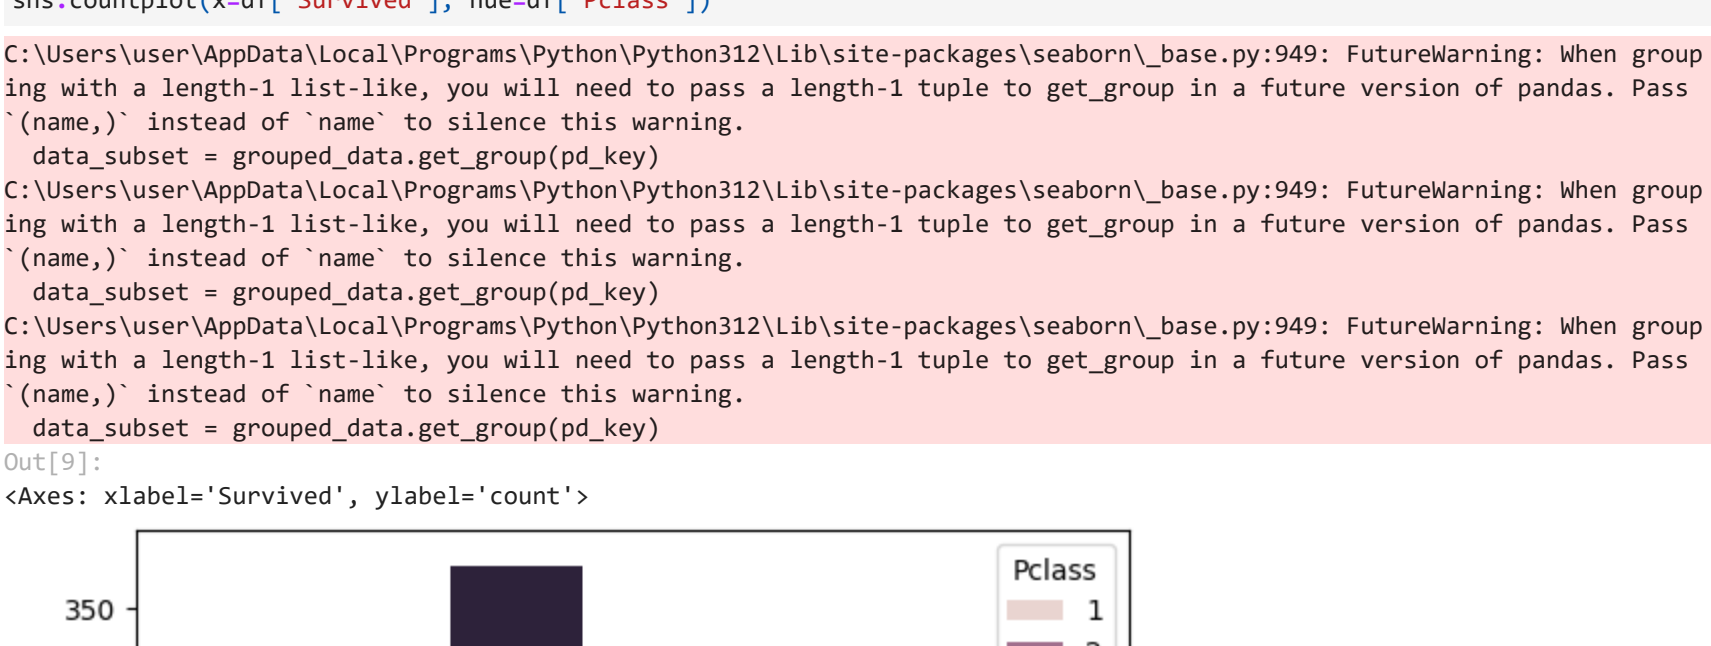 sns.countplot(x=df["Survived"], hue=df["Pclass"])
C:\Users\user\AppData\Local\Programs\Python\Python312\Lib\site-packages\seaborn\_base.py:949: FutureWarning: When group
ing with a length-1 list-like, you will need to pass a length-1 tuple to get_group in a future version of pandas. Pass
`(name,)` instead of `name` to silence this warning.
  data_subset = grouped_data.get_group(pd_key)
C:\Users\user\AppData\Local\Programs\Python\Python312\Lib\site-packages\seaborn\_base.py:949: FutureWarning: When group
ing with a length-1 list-like, you will need to pass a length-1 tuple to get_group in a future version of pandas. Pass
`(name,)` instead of `name` to silence this warning.
  data_subset = grouped_data.get_group(pd_key)
C:\Users\user\AppData\Local\Programs\Python\Python312\Lib\site-packages\seaborn\_base.py:949: FutureWarning: When group
ing with a length-1 list-like, you will need to pass a length-1 tuple to get_group in a future version of pandas. Pass
`(name,)` instead of `name` to silence this warning.
  data_subset = grouped_data.get_group(pd_key)
Out[9]:
<Axes: xlabel='Survived', ylabel='count'>
Pclass
350
1